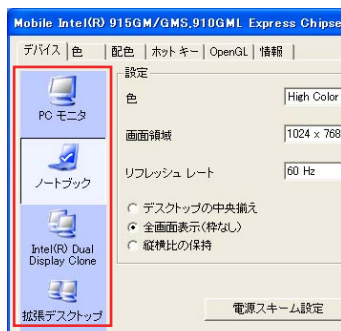 Mobile Intel(R) 915GM/GMS,910GML Express Chipse
デバイス 色 配色 ホットキー OpenGL 情報
PC モニタ
ノートブック
Intel(R) Dual
Display Clone
拡張デスクトップ
設定
色 High Color
画面領域 1024 x 768
リフレッシュ レート 60 Hz
デスクトップの中央揃え
全画面表示(枠なし)
縦横比の保持
電源スキーム設定